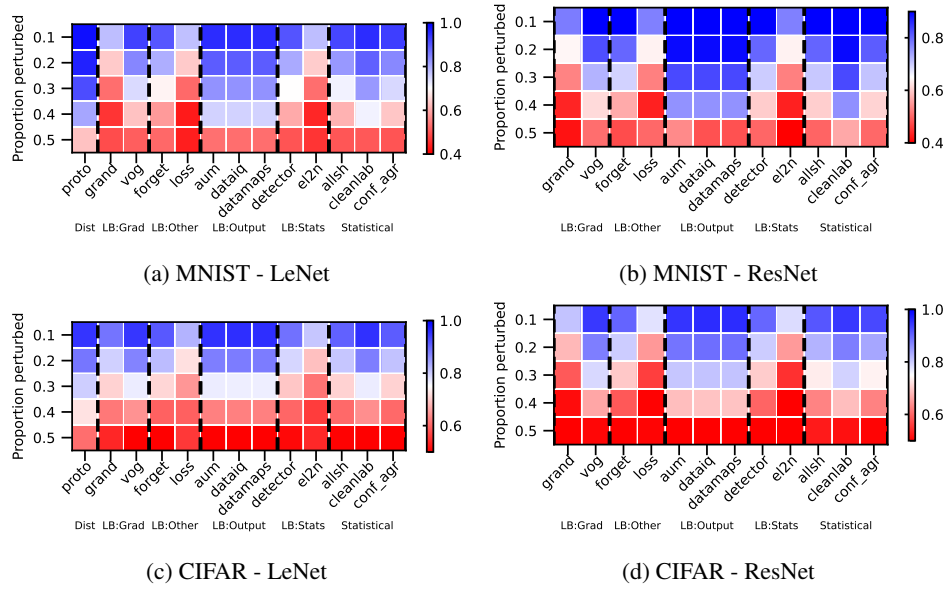 Proportion perturbed
0.1
0.2
0.3
0.4
0.5
proto grand vog forget loss aum dataiq datamaps detector el2n allsh cleanlab conf_agr
Dist LB:Grad LB:Other LB:Output LB:Stats Statistical
1.0
0.8
0.6
0.4
(a) MNIST - LeNet
Proportion perturbed
0.1
0.2
0.3
0.4
0.5
grand vog forget loss aum dataiq datamaps detector el2n allsh cleanlab conf_agr
LB:Grad LB:Other LB:Output LB:Stats Statistical
0.8
0.6
0.4
(b) MNIST - ResNet
Proportion perturbed
0.1
0.2
0.3
0.4
0.5
proto grand vog forget loss aum dataiq datamaps detector el2n allsh cleanlab conf_agr
Dist LB:Grad LB:Other LB:Output LB:Stats Statistical
1.0
0.8
0.6
(c) CIFAR - LeNet
Proportion perturbed
0.1
0.2
0.3
0.4
0.5
grand vog forget loss aum dataiq datamaps detector el2n allsh cleanlab conf_agr
LB:Grad LB:Other LB:Output LB:Stats Statistical
1.0
0.8
0.6
(d) CIFAR - ResNet